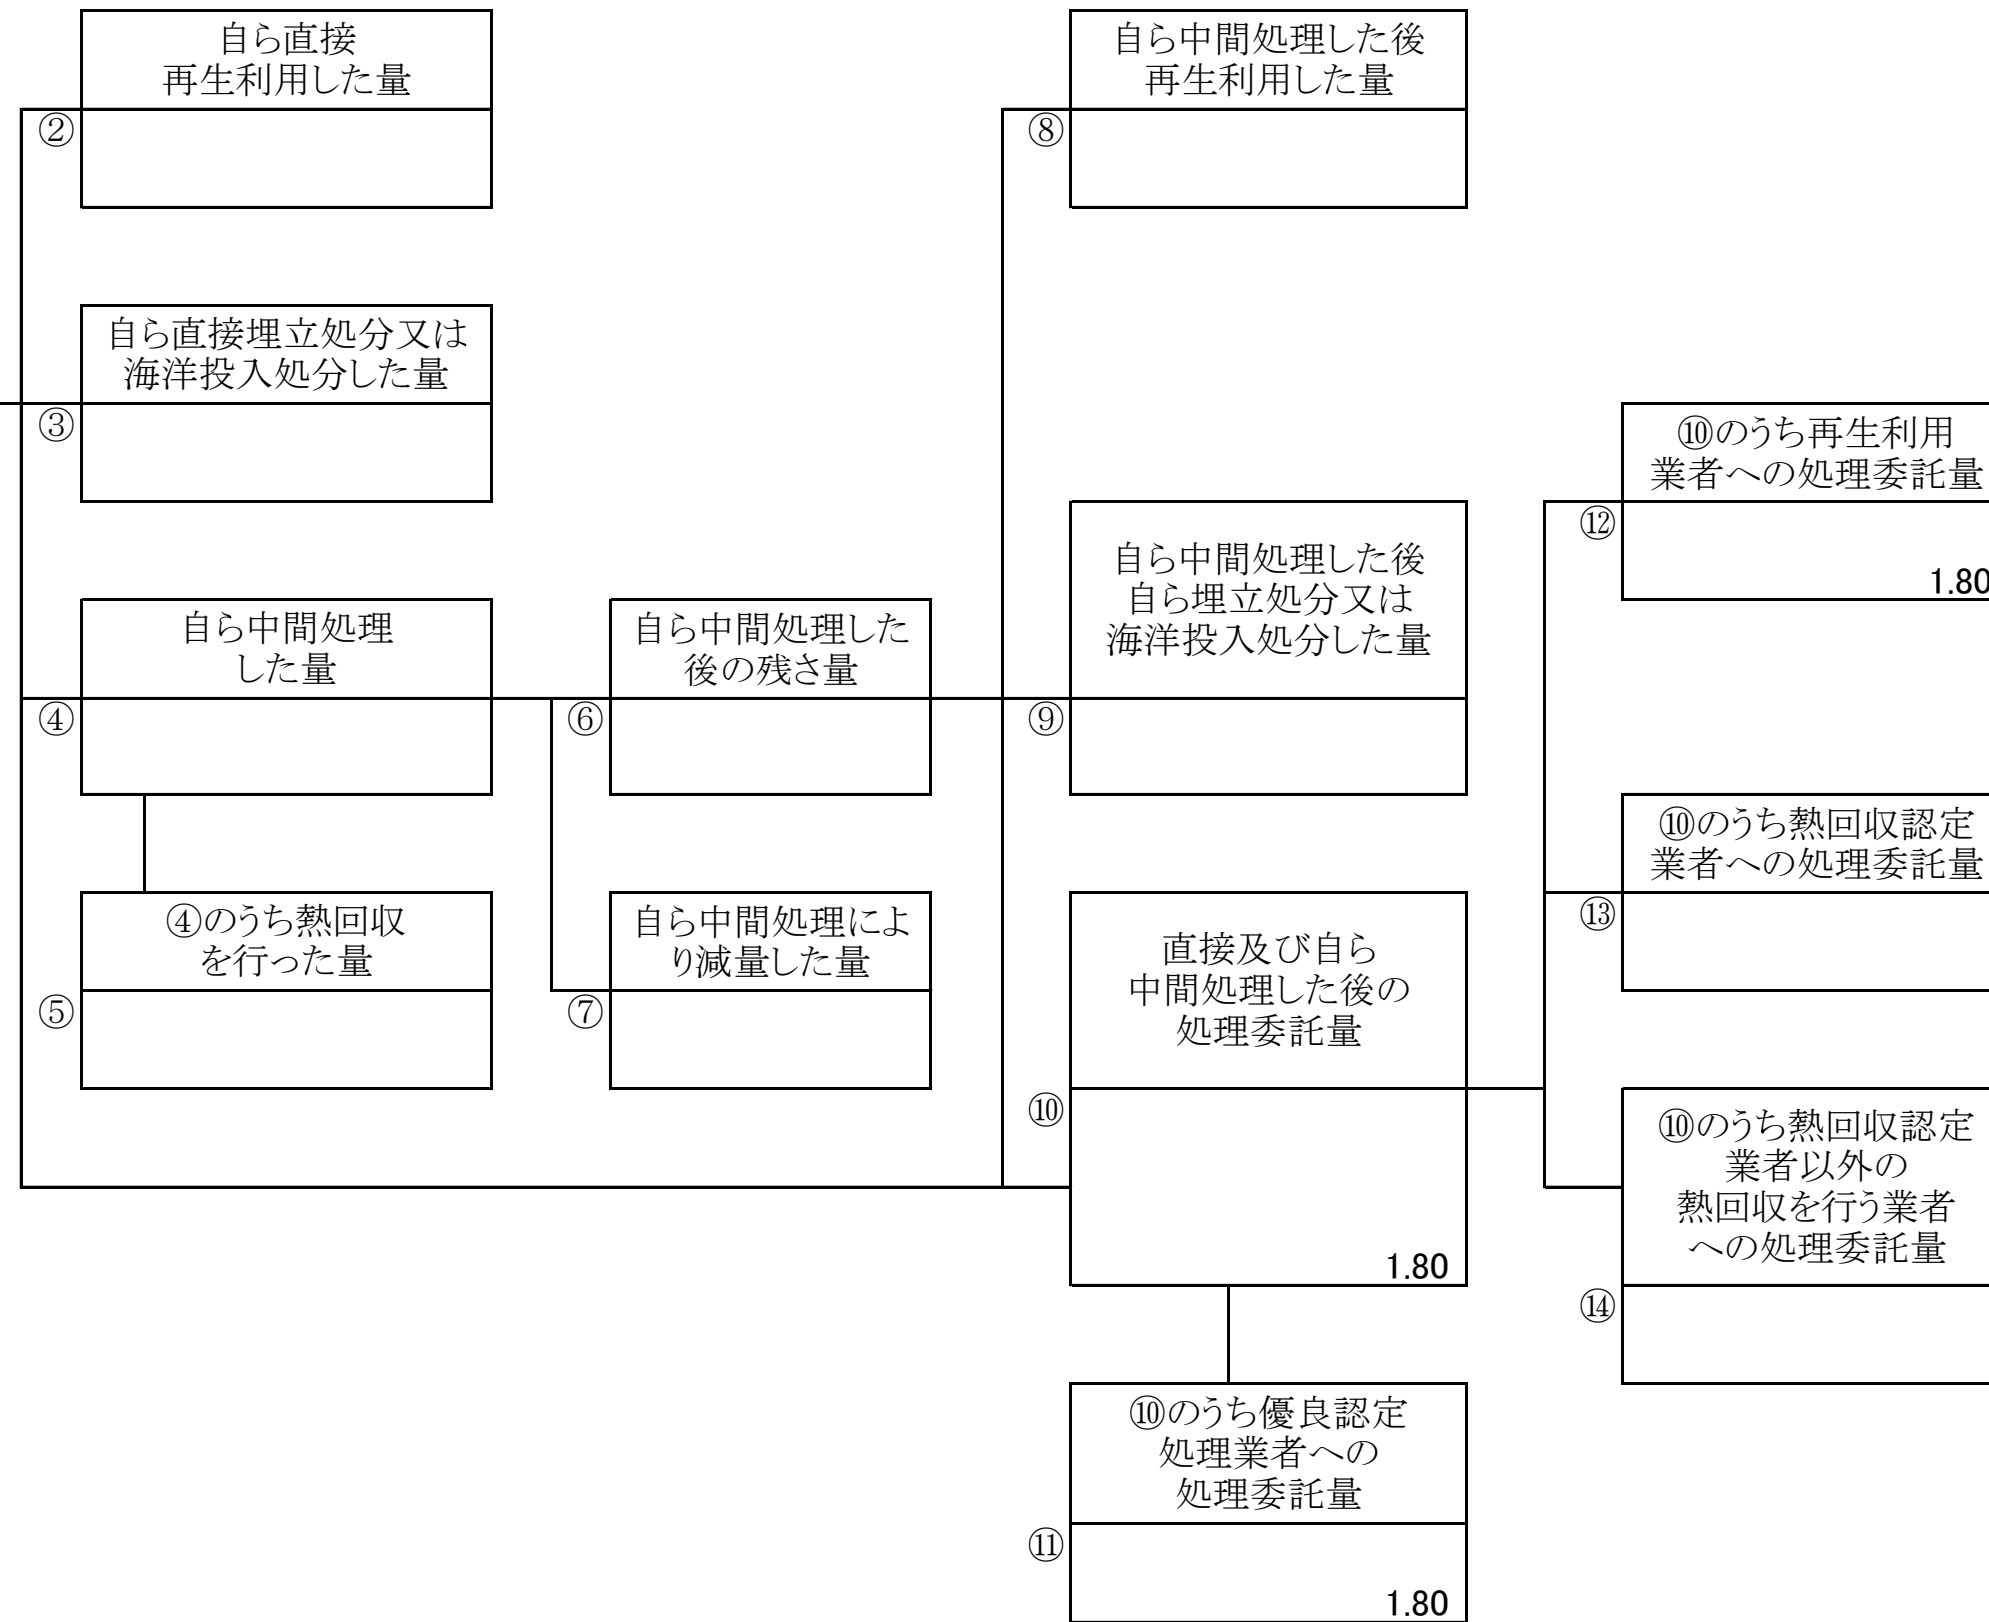 自ら直接
再生利用した量
②
自ら中間処理した後
再生利用した量
⑧
自ら直接埋立処分又は
海洋投入処分した量
③
⑩のうち再生利用
業者への処理委託量
⑫
1.80
自ら中間処理した後
自ら埋立処分又は
海洋投入処分した量
⑨
自ら中間処理
した量
④
自ら中間処理した
後の残さ量
⑥
⑩のうち熱回収認定
業者への処理委託量
⑬
④のうち熱回収
を行った量
⑤
自ら中間処理によ
り減量した量
⑦
直接及び自ら
中間処理した後の
処理委託量
⑩
1.80
⑩のうち熱回収認定
業者以外の
熱回収を行う業者
への処理委託量
⑭
⑩のうち優良認定
処理業者への
処理委託量
⑪
1.80